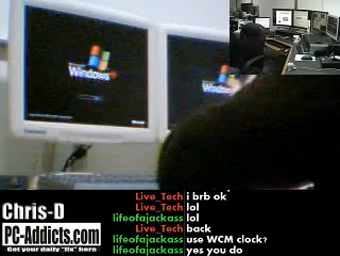 Windows xp
Windows
Chris-D
PC-Addicts.com
Get your daily "fix" here
Live_Tech i brb ok
Live_Tech lol
lifeofajackass lol
Live_Tech back
lifeofajackass use WCM clock?
lifeofajackass yes you do